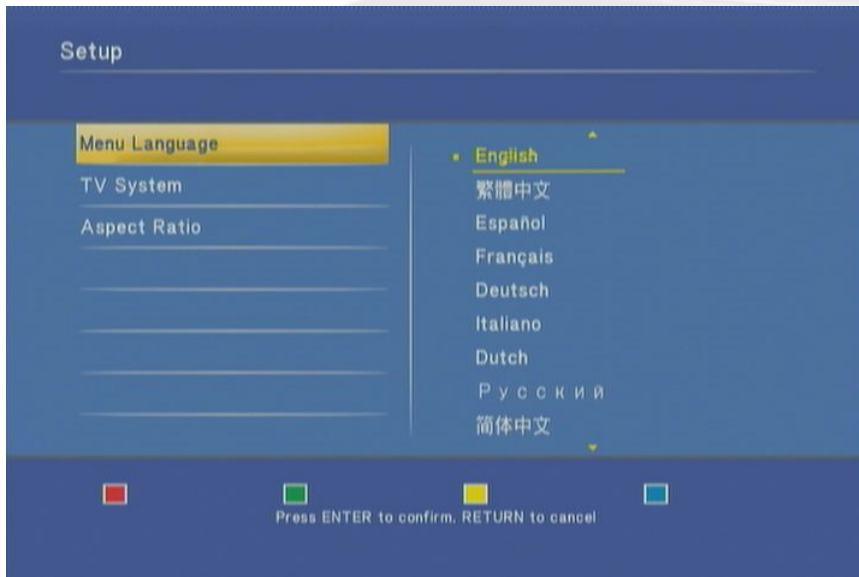 Setup
Menu Language
TV System
Aspect Ratio
English
繁體中文
Español
Français
Deutsch
Italiano
Dutch
Русский
简体中文
Press ENTER to confirm. RETURN to cancel